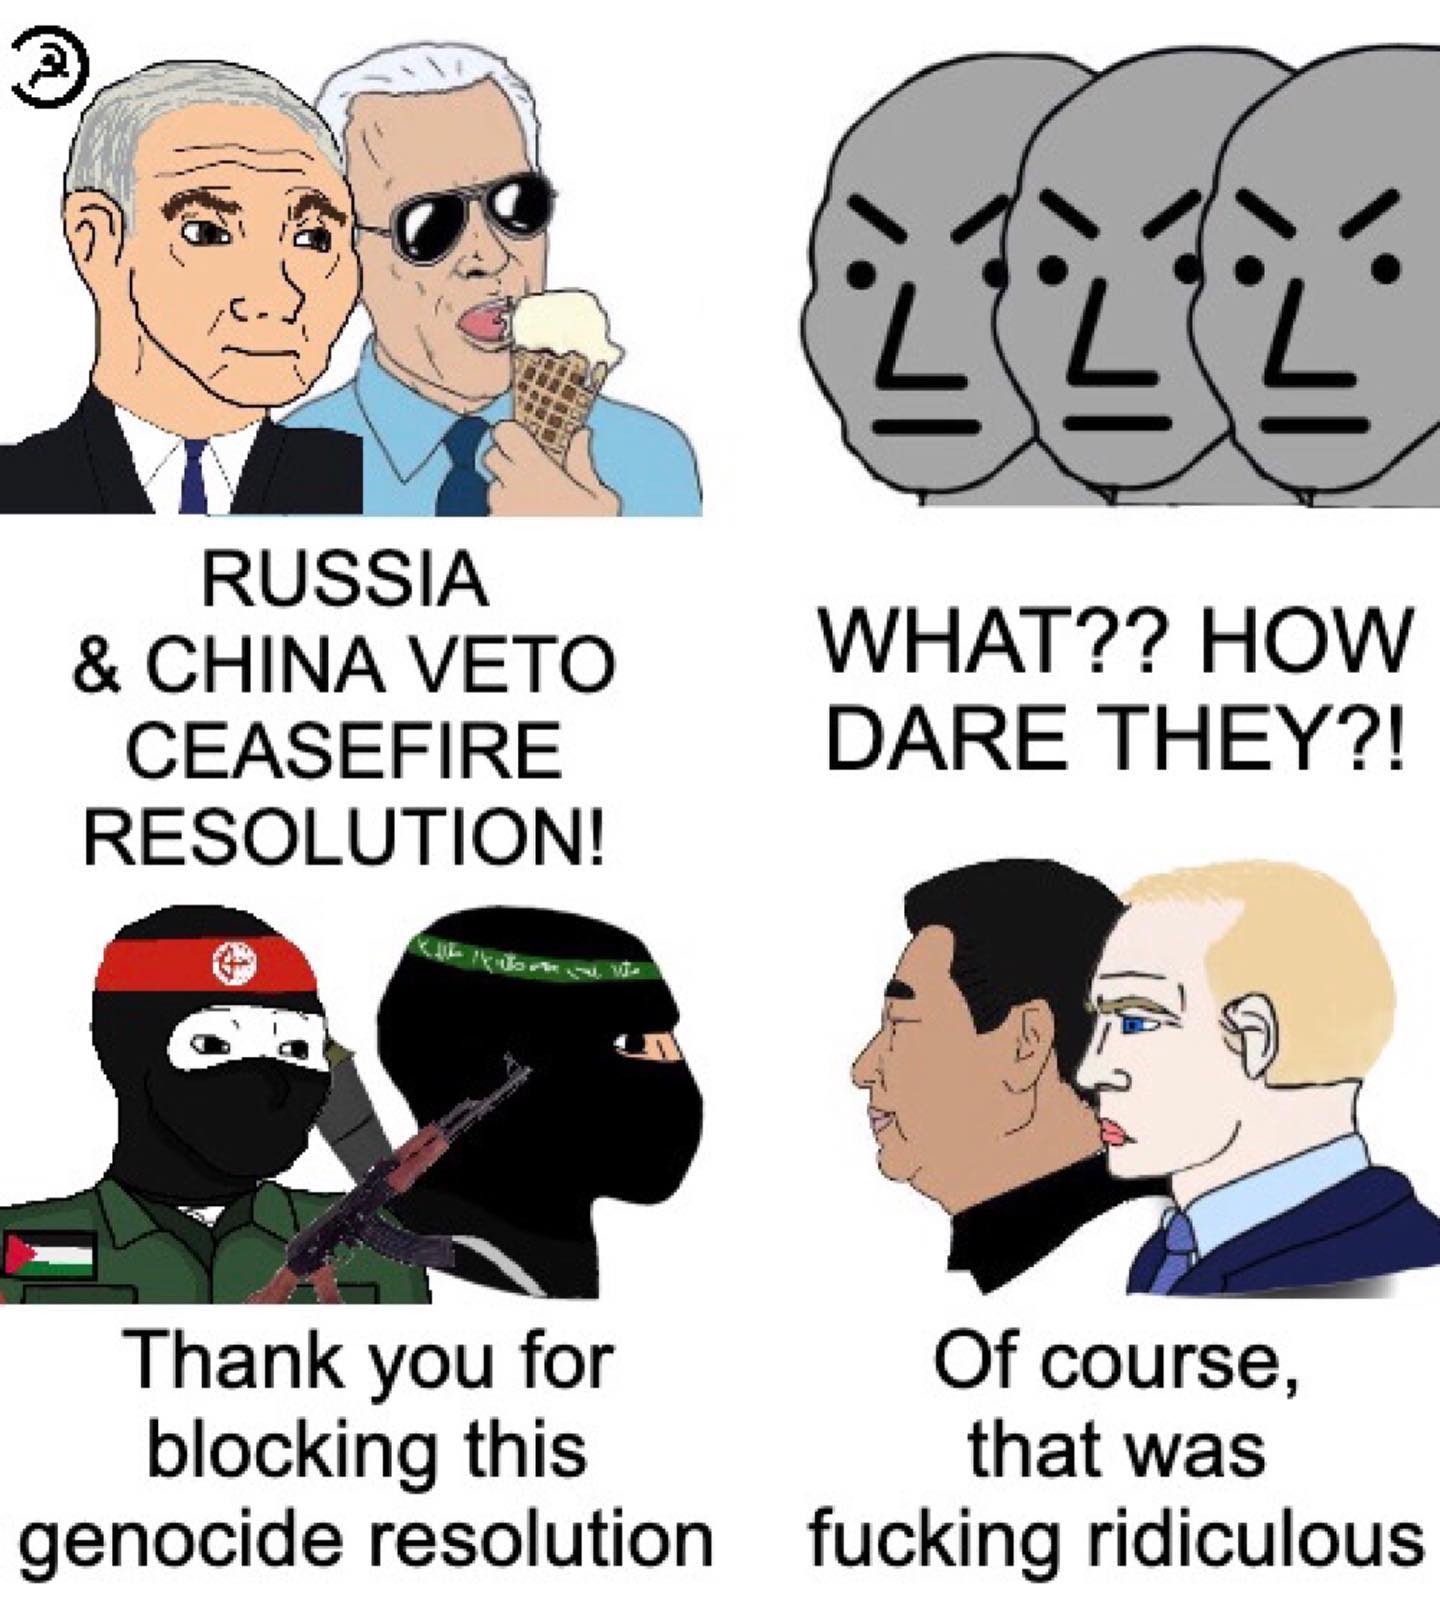 RUSSIA
& CHINA VETO
CEASEFIRE
RESOLUTION!
WHAT?? HOW
DARE THEY?!
Thank you for
blocking this
genocide resolution
Of course,
that was
fucking ridiculous